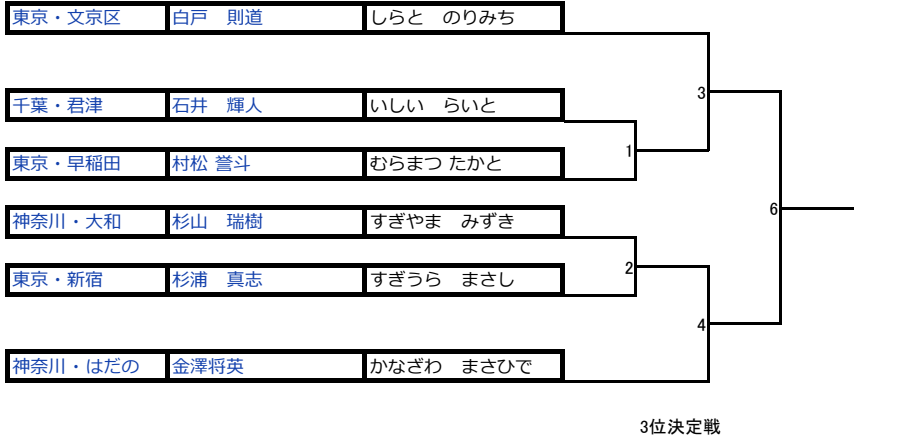 東京・文京区 白戸　則道 しらと　のりみち
3
千葉・君津 石井　輝人 いしい　らいと
1
東京・早稲田 村松 誉斗 むらまつ たかと
6
神奈川・大和 杉山　瑞樹 すぎやま　みずき
2
東京・新宿 杉浦　真志 すぎうら　まさし
4
神奈川・はだの 金澤将英 かなざわ　まさひで
3位決定戦